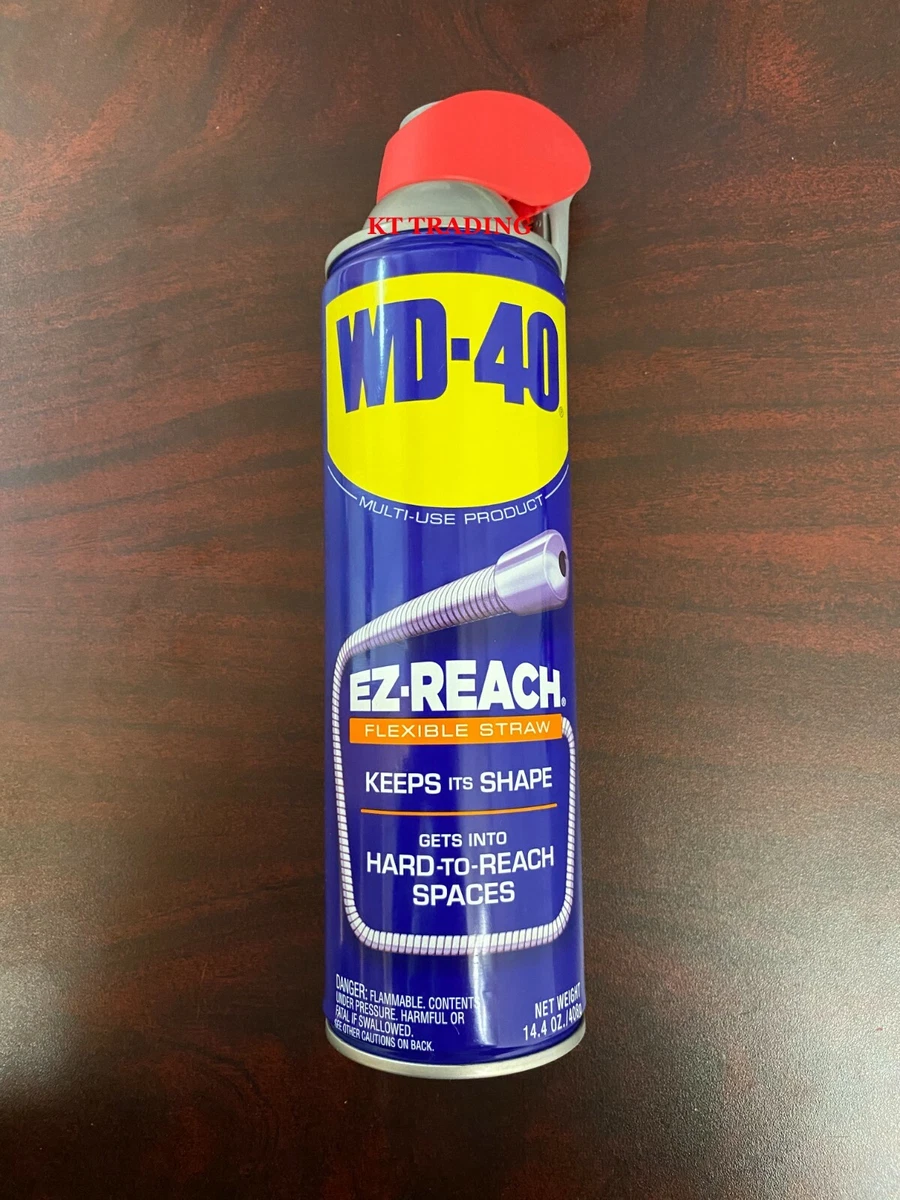 KT TRADING
WD-40
MULTI-USE PRODUCT
EZ-REACH®
FLEXIBLE STRAW
KEEPS ITS SHAPE
GETS INTO
HARD-TO-REACH
SPACES
DANGER: FLAMMABLE. CONTENTS
UNDER PRESSURE. HARMFUL OR
FATAL IF SWALLOWED.
SEE OTHER CAUTIONS ON BACK.
NET WEIGHT
14.4 OZ./408g